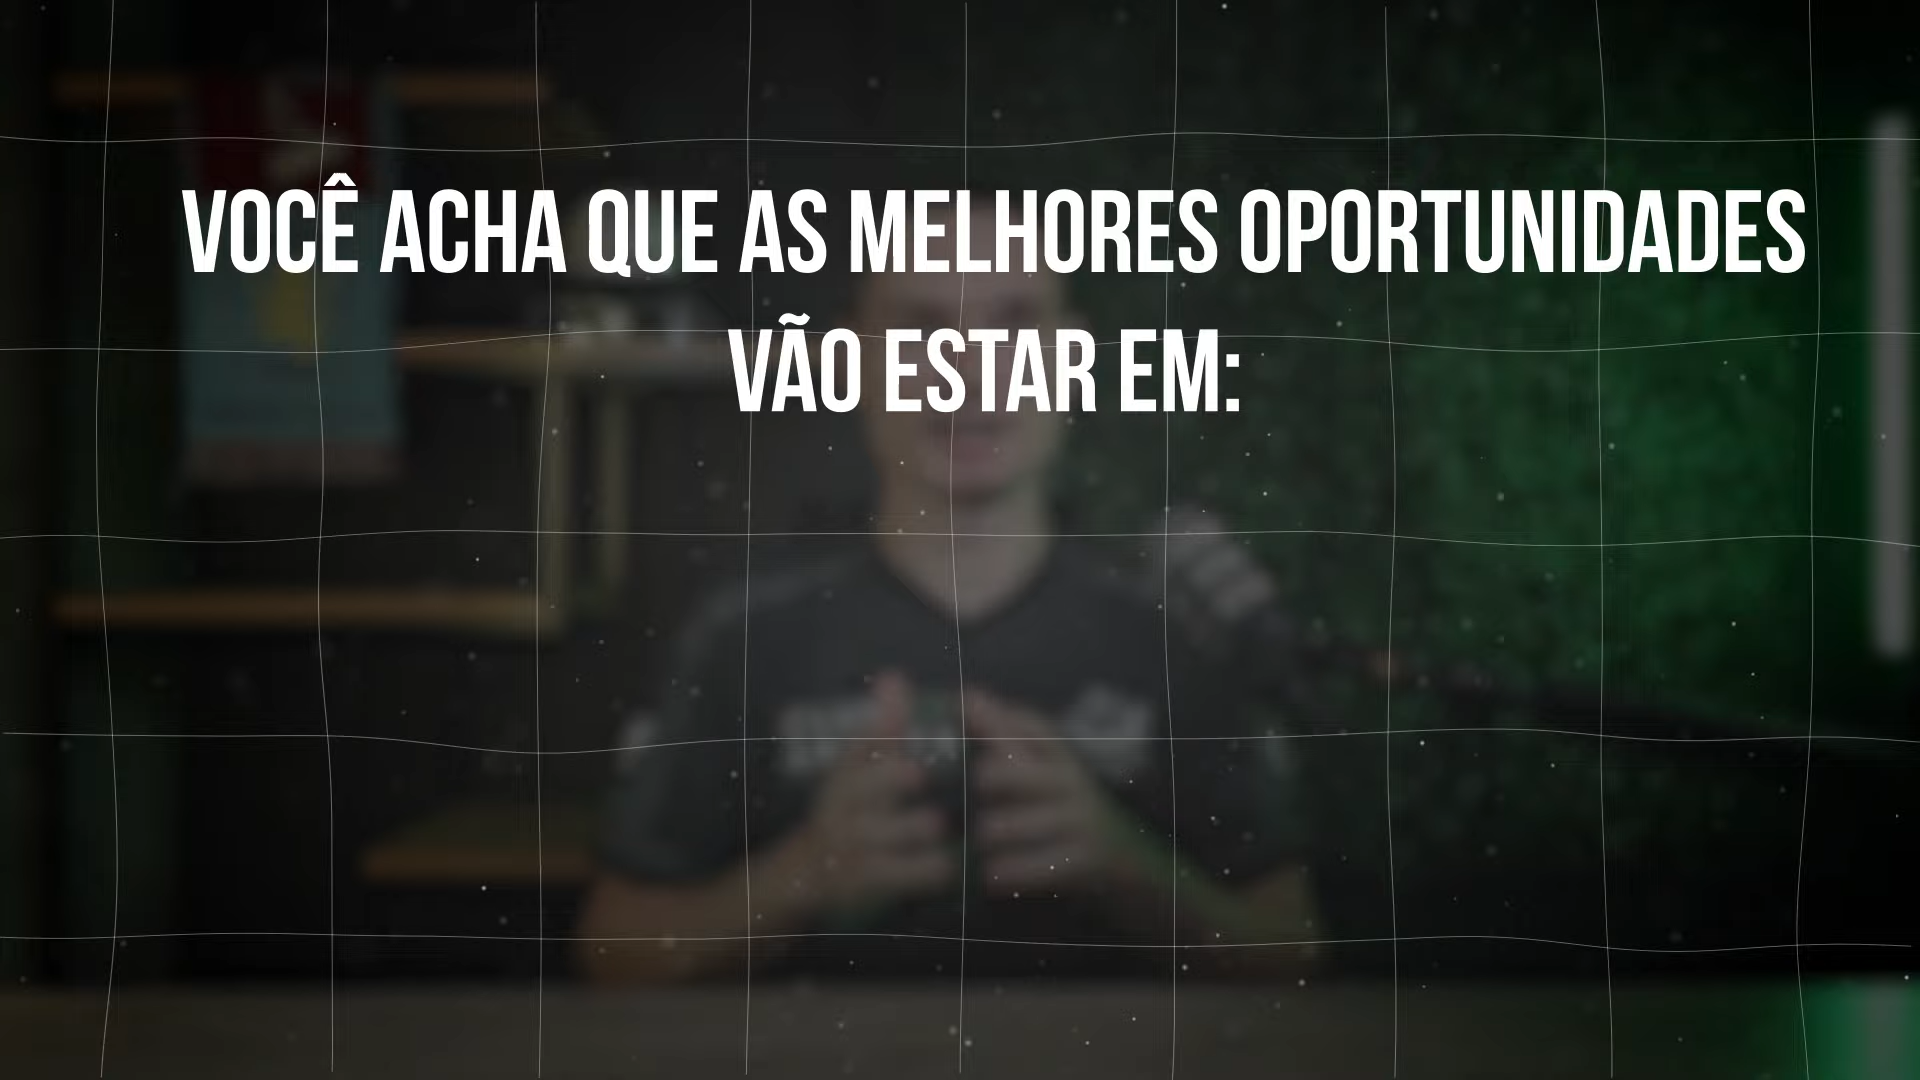 VOCÊ ACHA QUE AS MELHORES OPORTUNIDADES
VÃO ESTAR EM: